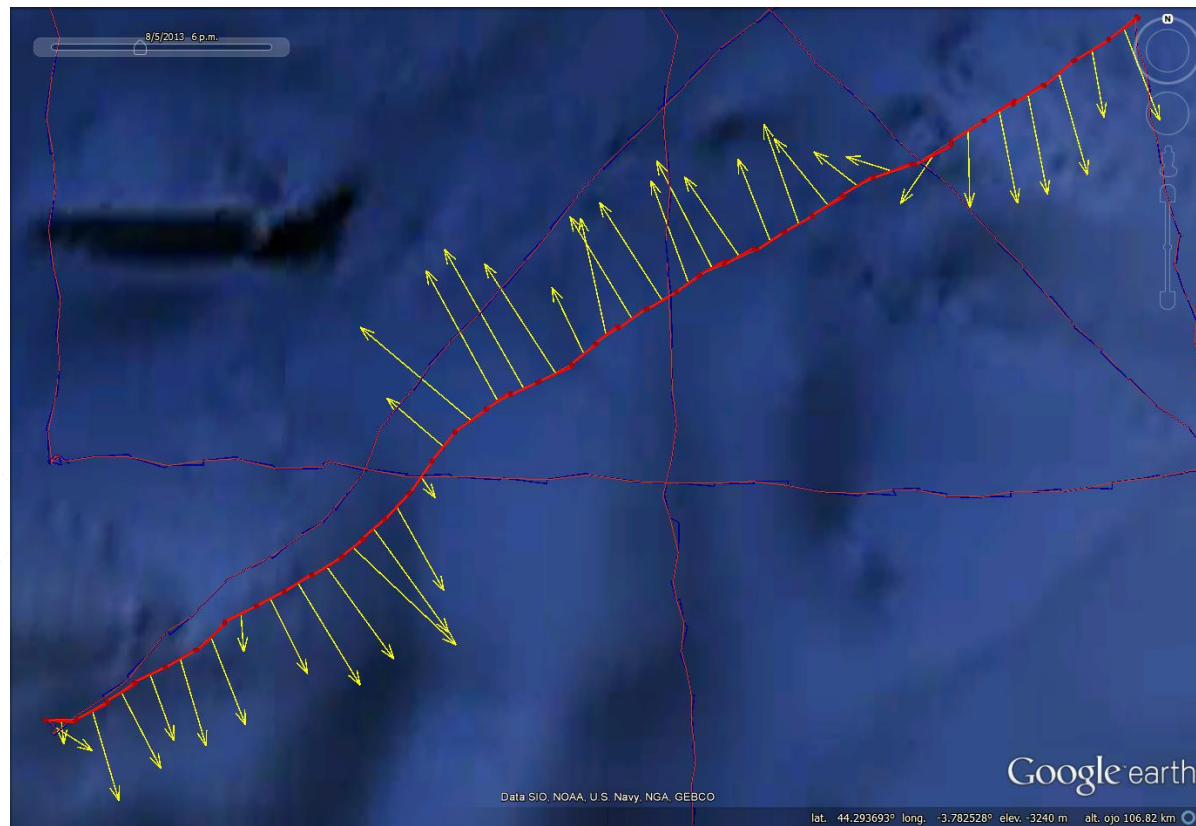 8/5/2013 6 p.m.
N
Google earth
Data SIO, NOAA, U.S. Navy, NGA, GEBCO
lat. 44.293693° long. -3.782528° elev. -3240 m alt. ojo 106.82 km